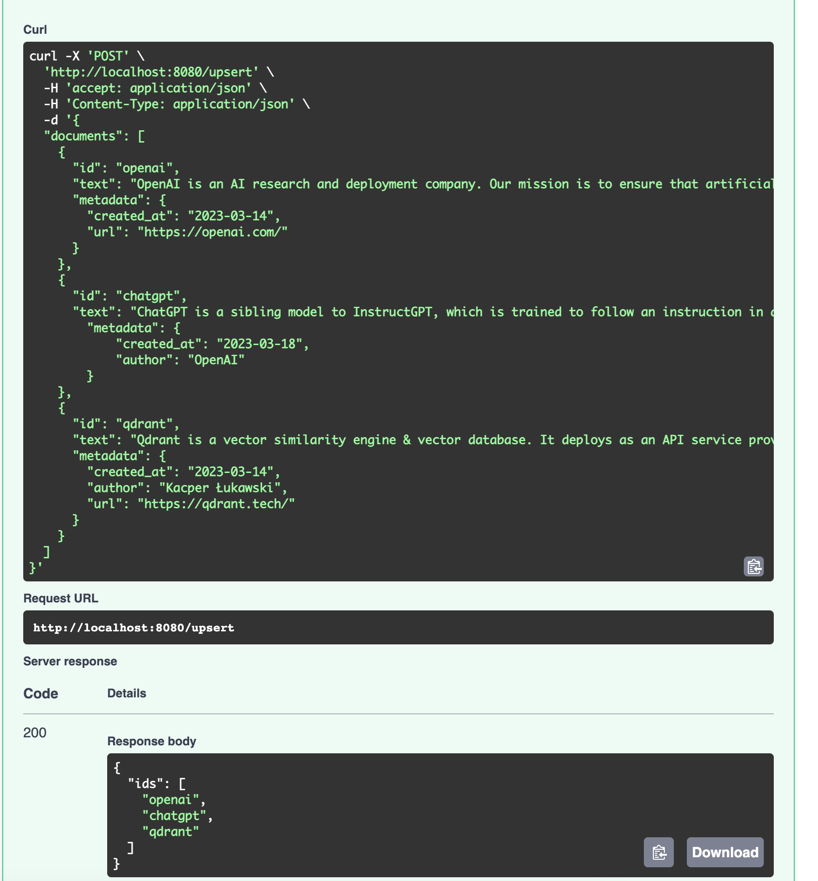 Curl
curl -X 'POST' \
'http://localhost:8080/upsert' \
-H 'accept: application/json' \
-H 'Content-Type: application/json' \
-d '{
"documents": [
{
"id": "openai",
"text": "OpenAI is an AI research and deployment company. Our mission is to ensure that artificial
"metadata": {
"created_at": "2023-03-14",
"url": "https://openai.com/"
}
},
{
"id": "chatgpt",
"text": "ChatGPT is a sibling model to InstructGPT, which is trained to follow an instruction in
"metadata": {
"created_at": "2023-03-18",
"author": "OpenAI"
}
},
{
"id": "qdrant",
"text": "Qdrant is a vector similarity engine & vector database. It deploys as an API service
"metadata": {
"created_at": "2023-03-14",
"author": "Kacper Łukawski",
"url": "https://qdrant.tech/"
}
}
]
}'
Request URL
http://localhost:8080/upsert
Server response
Code Details
200
Response body
{
"ids": [
"openai",
"chatgpt",
"qdrant"
]
}
Download